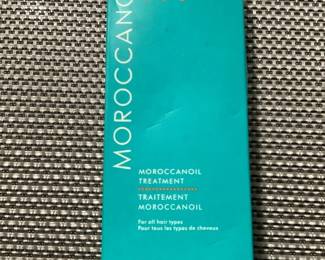 MOROCCANO
MOROCCANOIL
TREATMENT
TRAITEMENT
MOROCCANOIL
For all hair types
Pour tous les types de cheveux